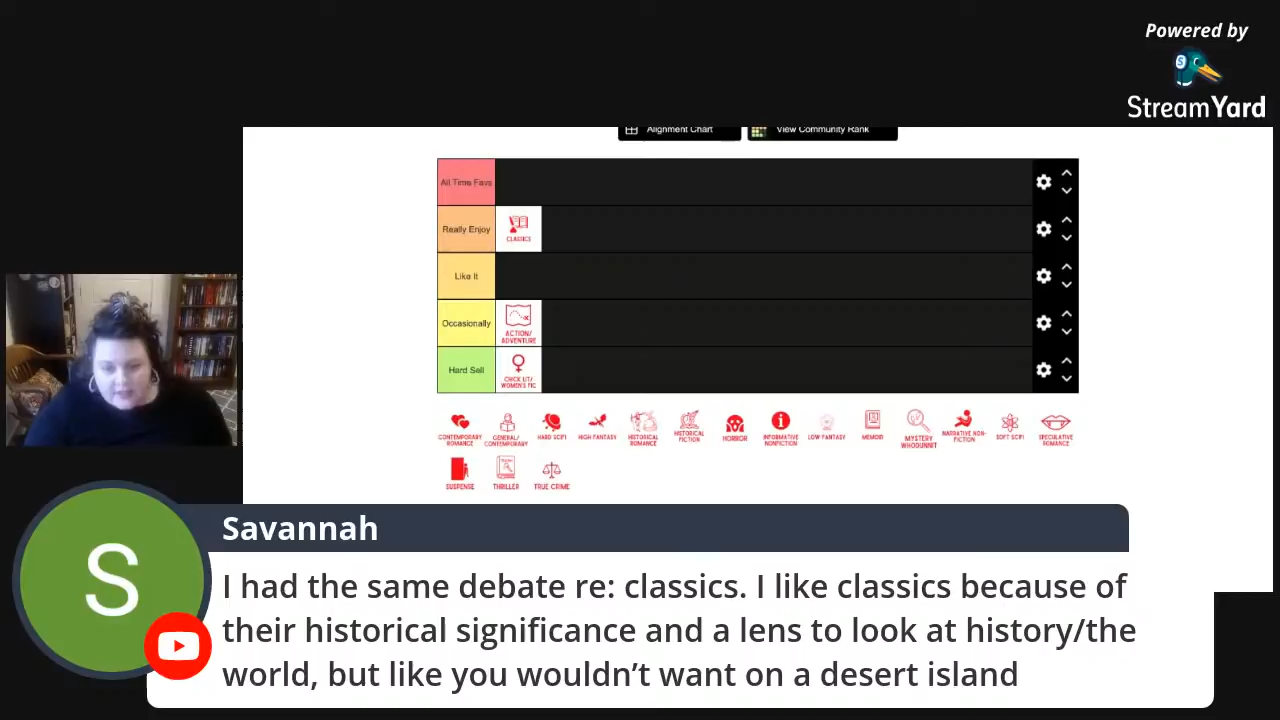 Powered by
StreamYard
Alignment Chart
View Community Rank
All Time Favs
Really Enjoy
CLASSICS
Like It
Occasionally
ACTION/
ADVENTURE
Hard Sell
CHICK LIT/
WOMEN'S FIC
CONTEMPORARY
ROMANCE
GENERAL/
CONTEMPORARY
HARD SCIFI
HIGH FANTASY
HISTORICAL
ROMANCE
HISTORICAL
FICTION
HORROR
INFORMATIVE
NONFICTION
LOW FANTASY
MEMOIR
MYSTERY
WHODUNNIT
NARRATIVE NON-
FICTION
SOFT SCIFI
SPECULATIVE
ROMANCE
SUSPENSE
THRILLER
TRUE CRIME
S
Savannah
I had the same debate re: classics. I like classics because of
their historical significance and a lens to look at history/the
world, but like you wouldn’t want on a desert island